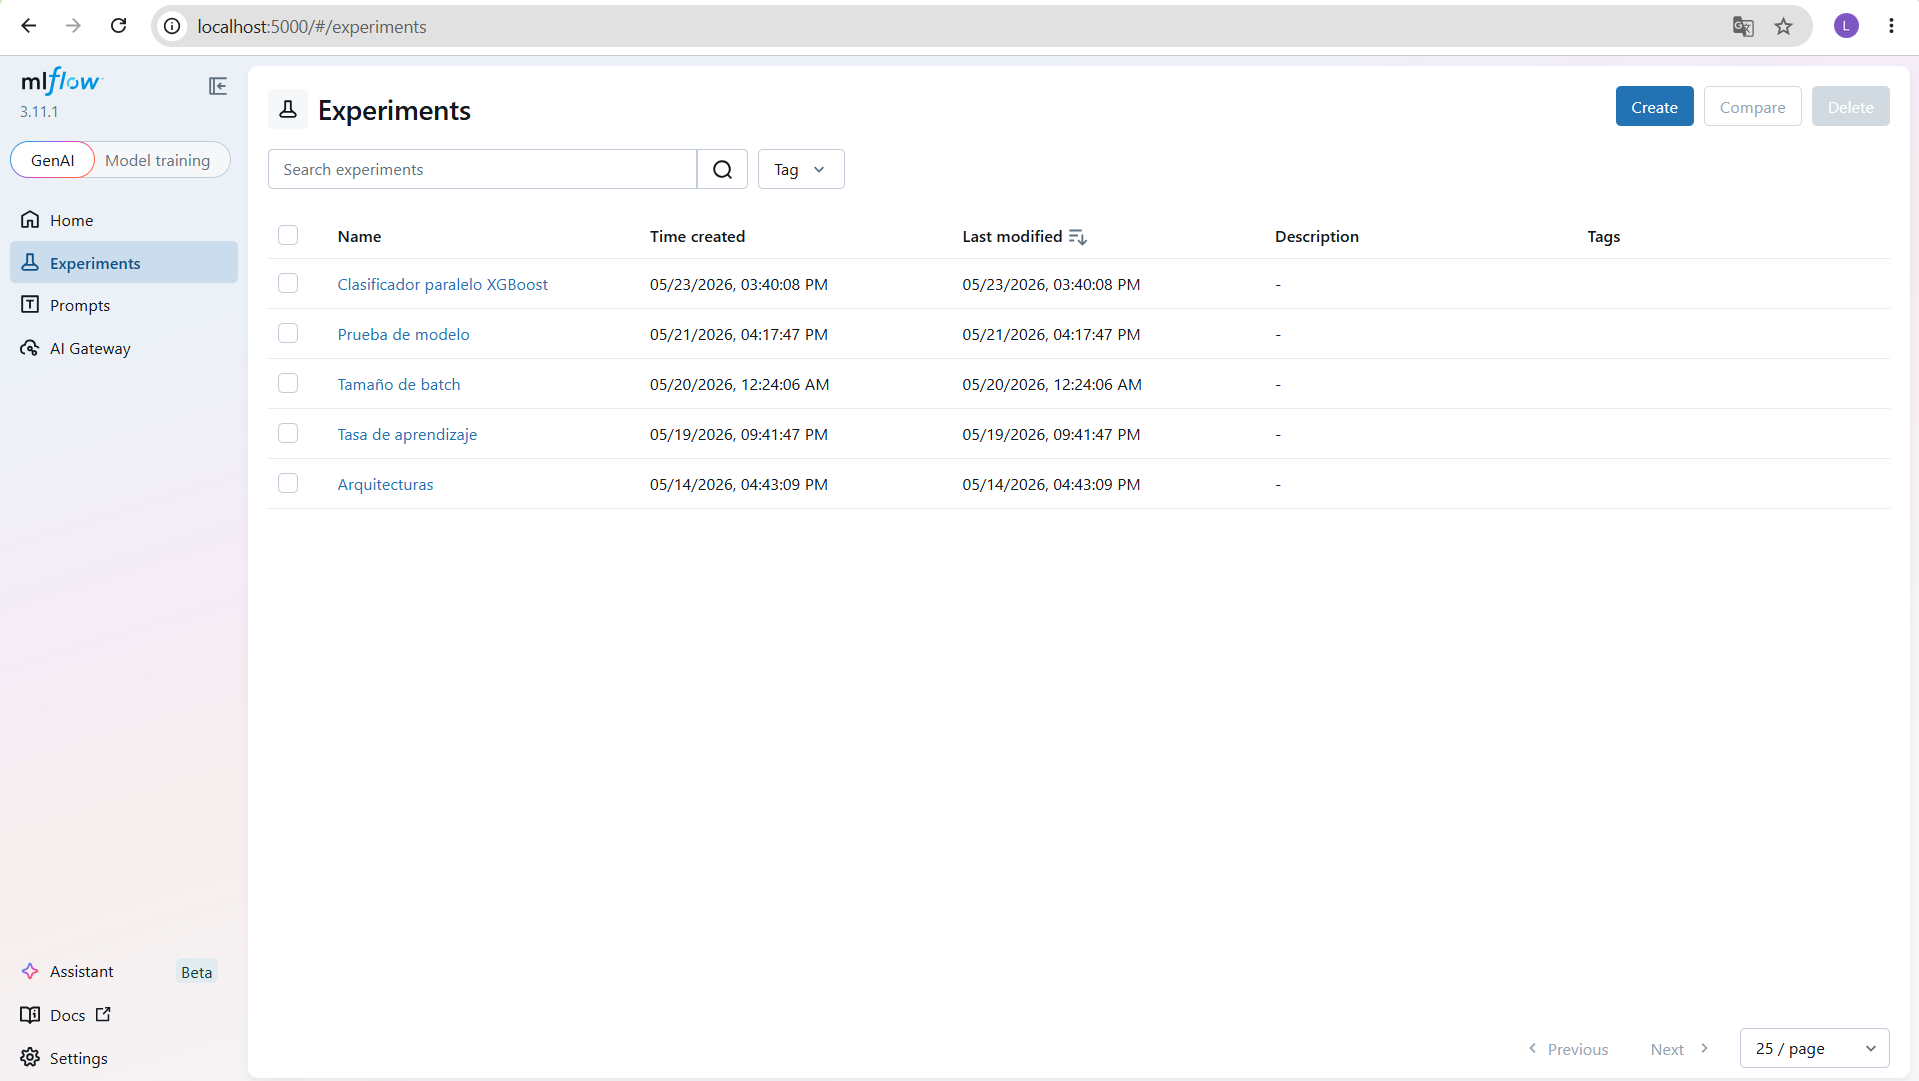 localhost:5000/#/experiments
L
mlflow
3.11.1
GenAI Model training
Home
Experiments
Prompts
AI Gateway
Assistant Beta
Docs
Settings
Experiments
Create Compare Delete
Search experiments Tag
Name Time created Last modified Description Tags
Clasificador paralelo XGBoost 05/23/2026, 03:40:08 PM 05/23/2026, 03:40:08 PM -
Prueba de modelo 05/21/2026, 04:17:47 PM 05/21/2026, 04:17:47 PM -
Tamaño de batch 05/20/2026, 12:24:06 AM 05/20/2026, 12:24:06 AM -
Tasa de aprendizaje 05/19/2026, 09:41:47 PM 05/19/2026, 09:41:47 PM -
Arquitecturas 05/14/2026, 04:43:09 PM 05/14/2026, 04:43:09 PM -
Previous Next 25 / page